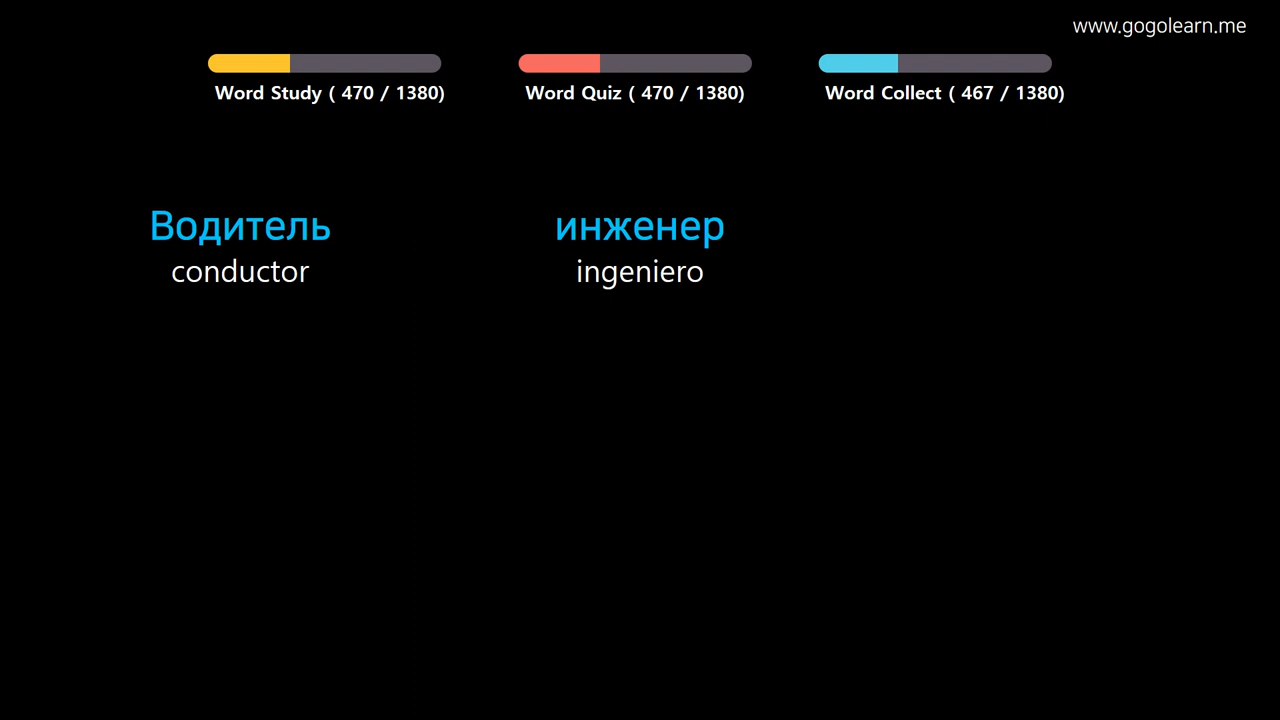 www.gogolearn.me
Word Study ( 470 / 1380)
Word Quiz ( 470 / 1380)
Word Collect ( 467 / 1380)
Водитель
conductor
инженер
ingeniero